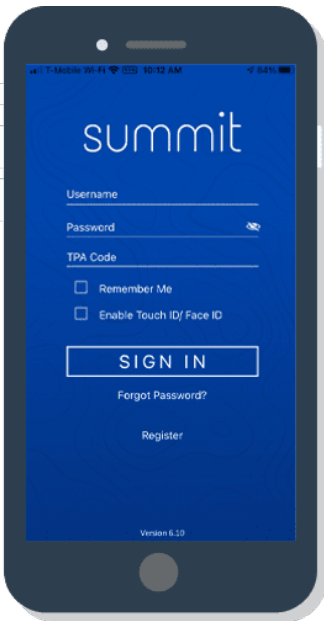 T-Mobile Wi-Fi 10:12 AM 64%
summit
Username
Password
TPA Code
Remember Me
Enable Touch ID/ Face ID
SIGN IN
Forgot Password?
Register
Version 6.10